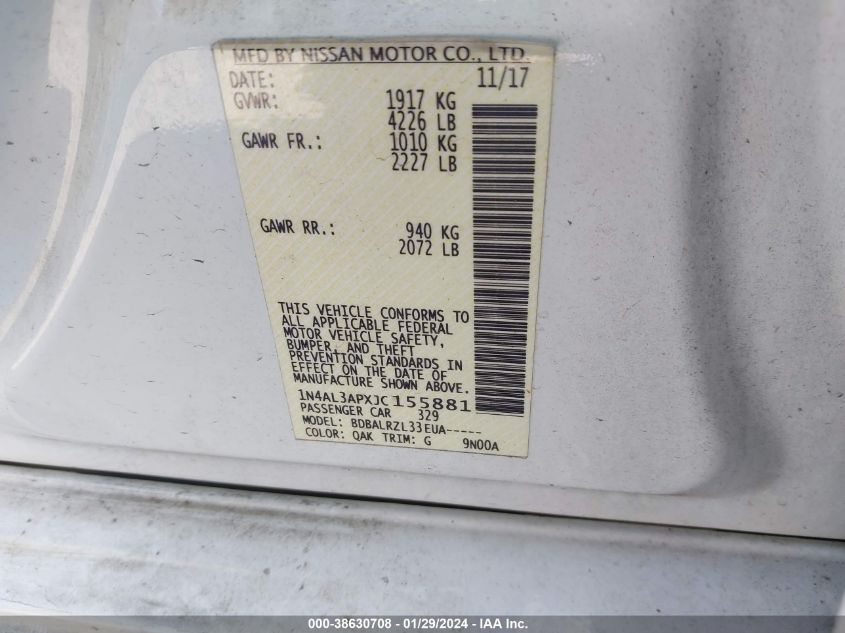 MFD BY NISSAN MOTOR CO., LTD.
DATE: 11/17
GVWR: 1917 KG
4226 LB
GAWR FR.: 1010 KG
2227 LB
GAWR RR.: 940 KG
2072 LB
THIS VEHICLE CONFORMS TO
ALL APPLICABLE FEDERAL
MOTOR VEHICLE SAFETY,
BUMPER, AND THEFT
PREVENTION STANDARDS IN
EFFECT ON THE DATE OF
MANUFACTURE SHOWN ABOVE.
1N4AL3APXJC155881
PASSENGER CAR 329
MODEL: BDBALRZL33EUA-----
COLOR: QAK TRIM: G 9N00A
000-38630708 - 01/29/2024 - IAA Inc.